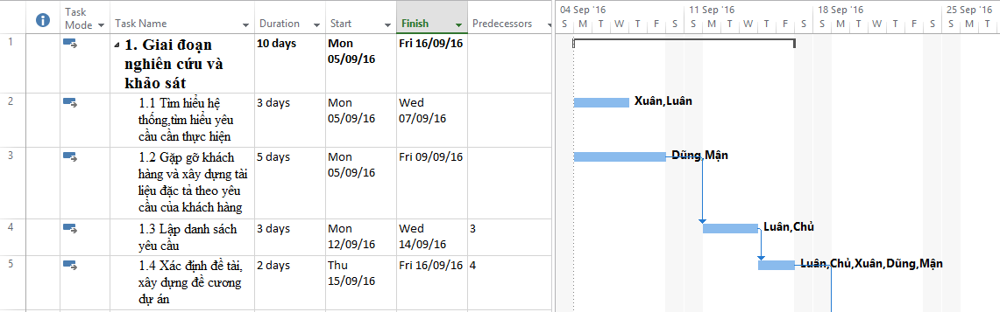 Task Mode Task Name Duration Start Finish Predecessors
04 Sep '16 11 Sep '16 18 Sep '16 25 Sep '16
S M T W T F S S M T W T F S S M T W T F S S M T
1
1. Giai đoạn
nghiên cứu và
khảo sát
10 days
Mon
05/09/16
Fri 16/09/16
2
1.1 Tìm hiểu hệ
thống,tìm hiểu yêu
cầu cần thực hiện
3 days
Mon
05/09/16
Wed
07/09/16
Xuân,Luân
3
1.2 Gặp gỡ khách
hàng và xây dựng tài
liệu đặc tả theo yêu
cầu của khách hàng
5 days
Mon
05/09/16
Fri 09/09/16
Dũng,Mận
4
1.3 Lập danh sách
yêu cầu
3 days
Mon
12/09/16
Wed
14/09/16
3
Luân,Chủ
5
1.4 Xác định đề tài,
xây dựng đề cương
dự án
2 days
Thu
15/09/16
Fri 16/09/16
4
Luân,Chủ,Xuân,Dũng,Mận